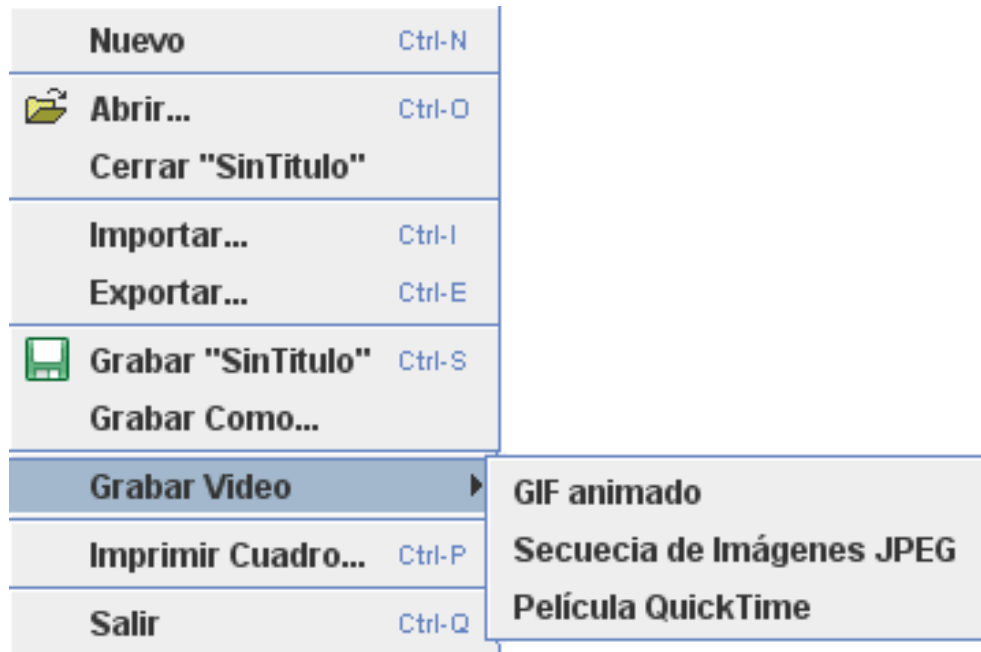 Nuevo Ctrl-N
Abrir... Ctrl-O
Cerrar "SinTitulo"
Importar... Ctrl-I
Exportar... Ctrl-E
Grabar "SinTitulo" Ctrl-S
Grabar Como...
Grabar Video
GIF animado
Secuecia de Imágenes JPEG
Película QuickTime
Imprimir Cuadro... Ctrl-P
Salir Ctrl-Q